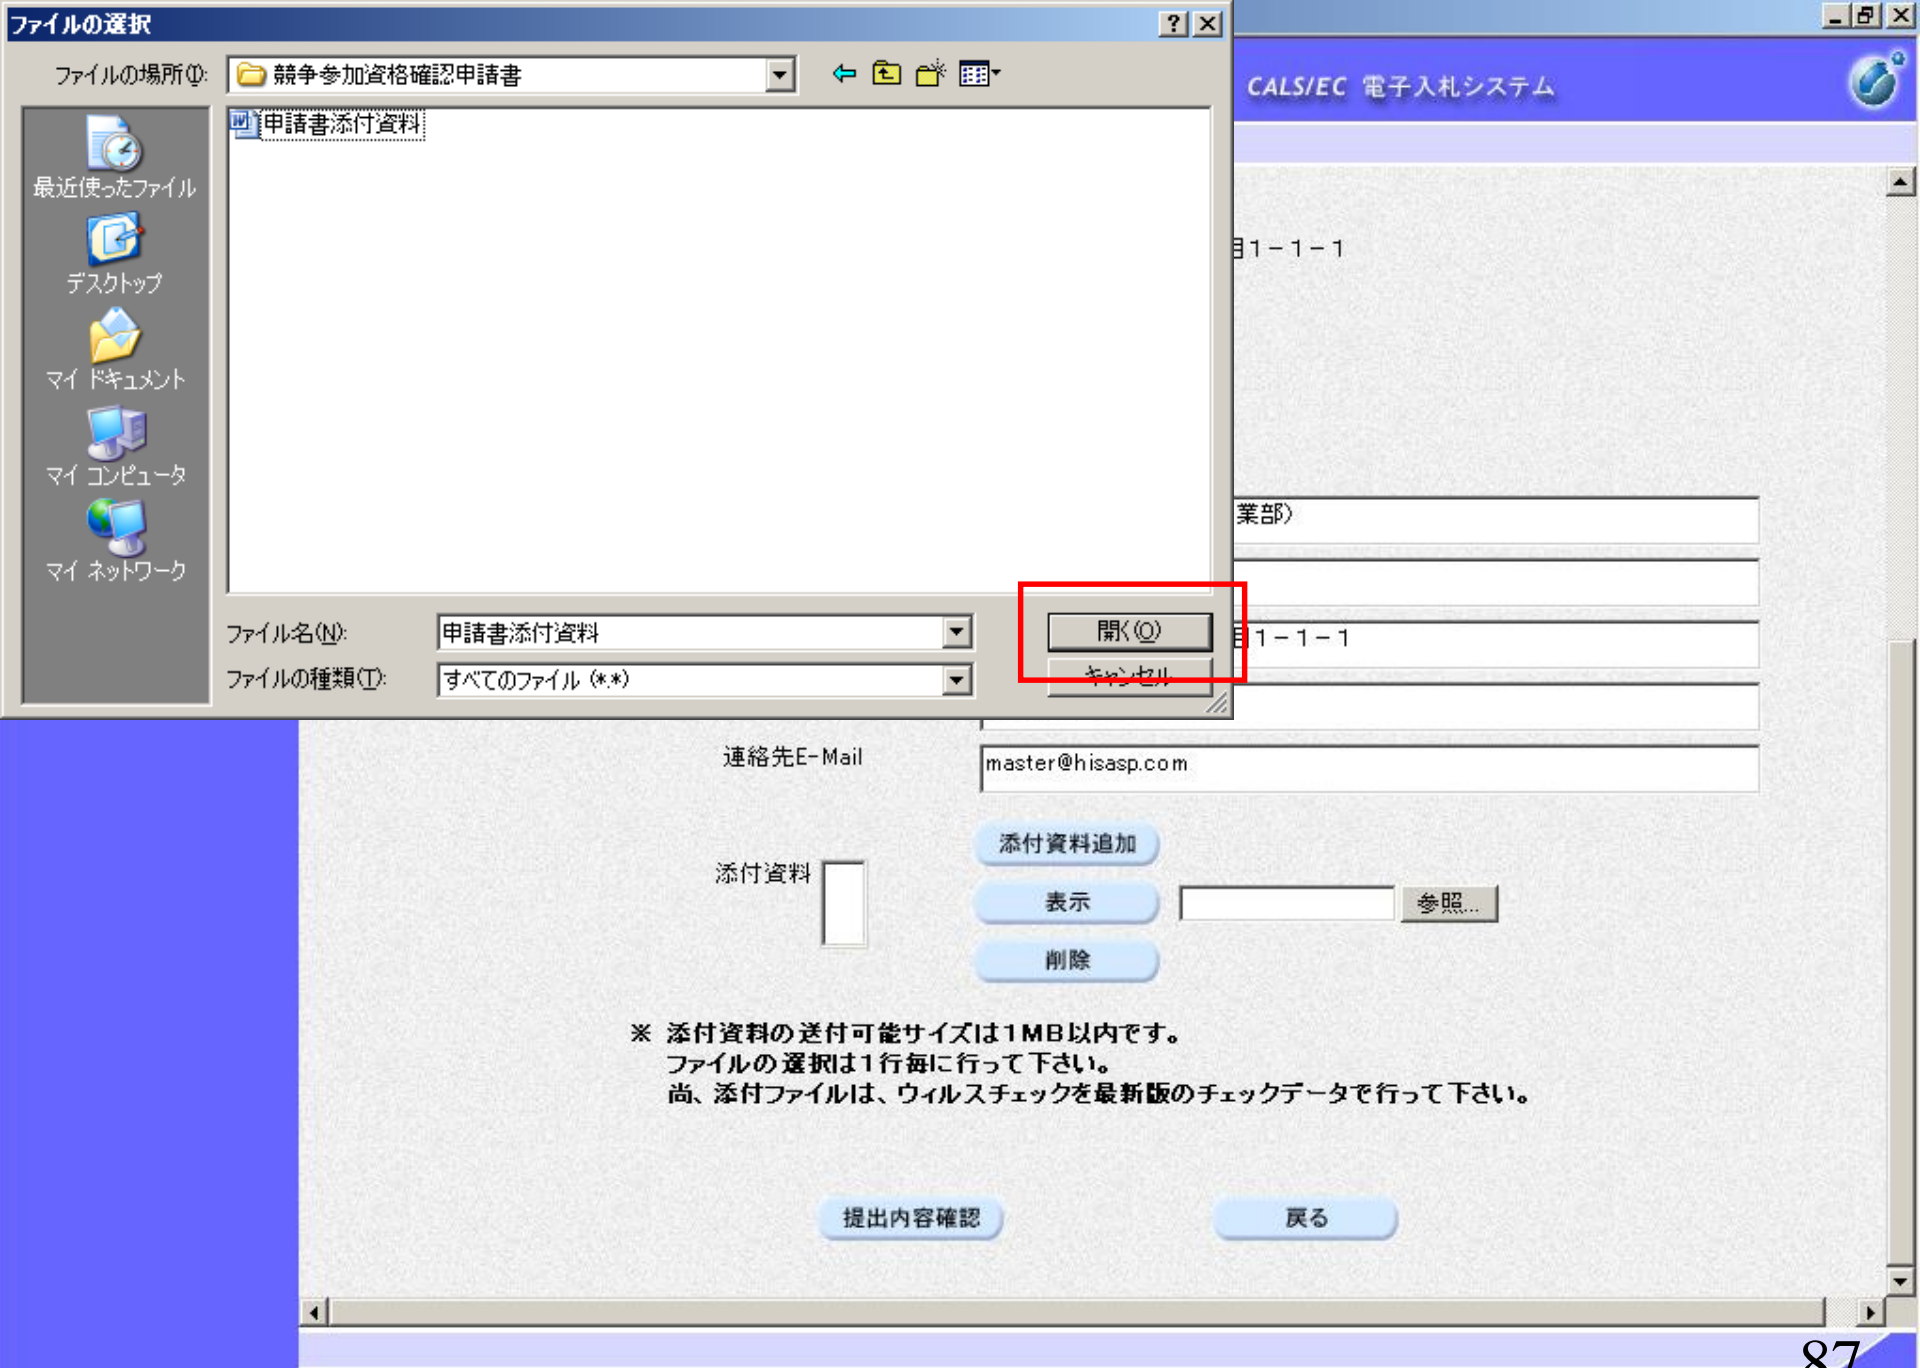 ファイルの選択
ファイルの場所(I):
競争参加資格確認申請書
CALS/EC 電子入札システム
申請書添付資料
最近使ったファイル
デスクトップ
マイ ドキュメント
マイ コンピュータ
マイ ネットワーク
目1-1-1
業部)
ファイル名(N):
申請書添付資料
開く(O)
目1-1-1
ファイルの種類(T):
すべてのファイル (*.*)
キャンセル
連絡先E-Mail
master@hisasp.com
添付資料
添付資料追加
表示
参照...
削除
※ 添付資料の送付可能サイズは1MB以内です。
ファイルの選択は1行毎に行って下さい。
尚、添付ファイルは、ウィルスチェックを最新版のチェックデータで行って下さい。
提出内容確認
戻る
87